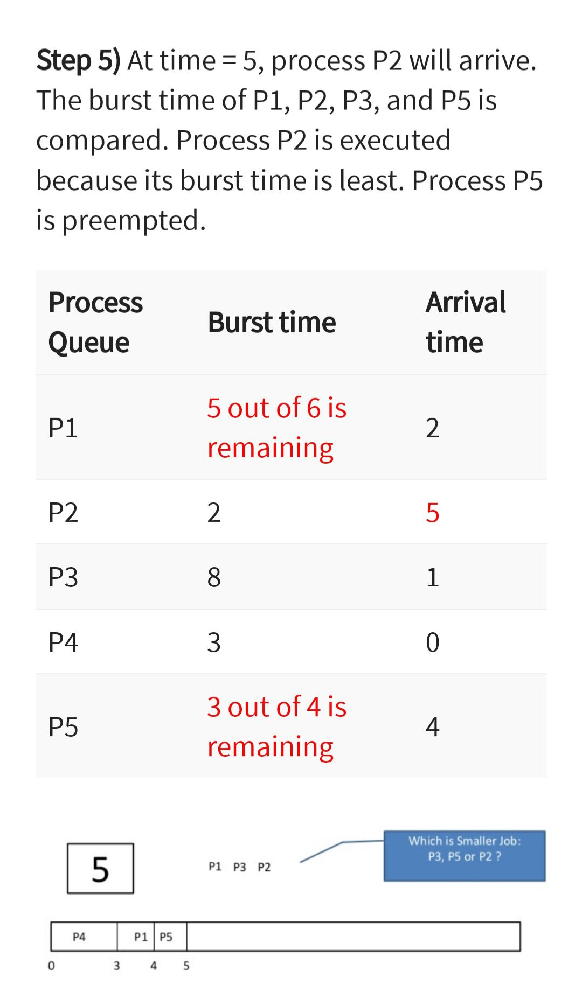 Step 5) At time = 5, process P2 will arrive.
The burst time of P1, P2, P3, and P5 is
compared. Process P2 is executed
because its burst time is least. Process P5
is preempted.
Process
Queue
Burst time
Arrival
time
P1
5 out of 6 is
remaining
2
P2
2
5
P3
8
1
P4
3
0
P5
3 out of 4 is
remaining
4
5
P1 P3 P2
Which is Smaller Job:
P3, P5 or P2 ?
P4 P1 P5
0 3 4 5